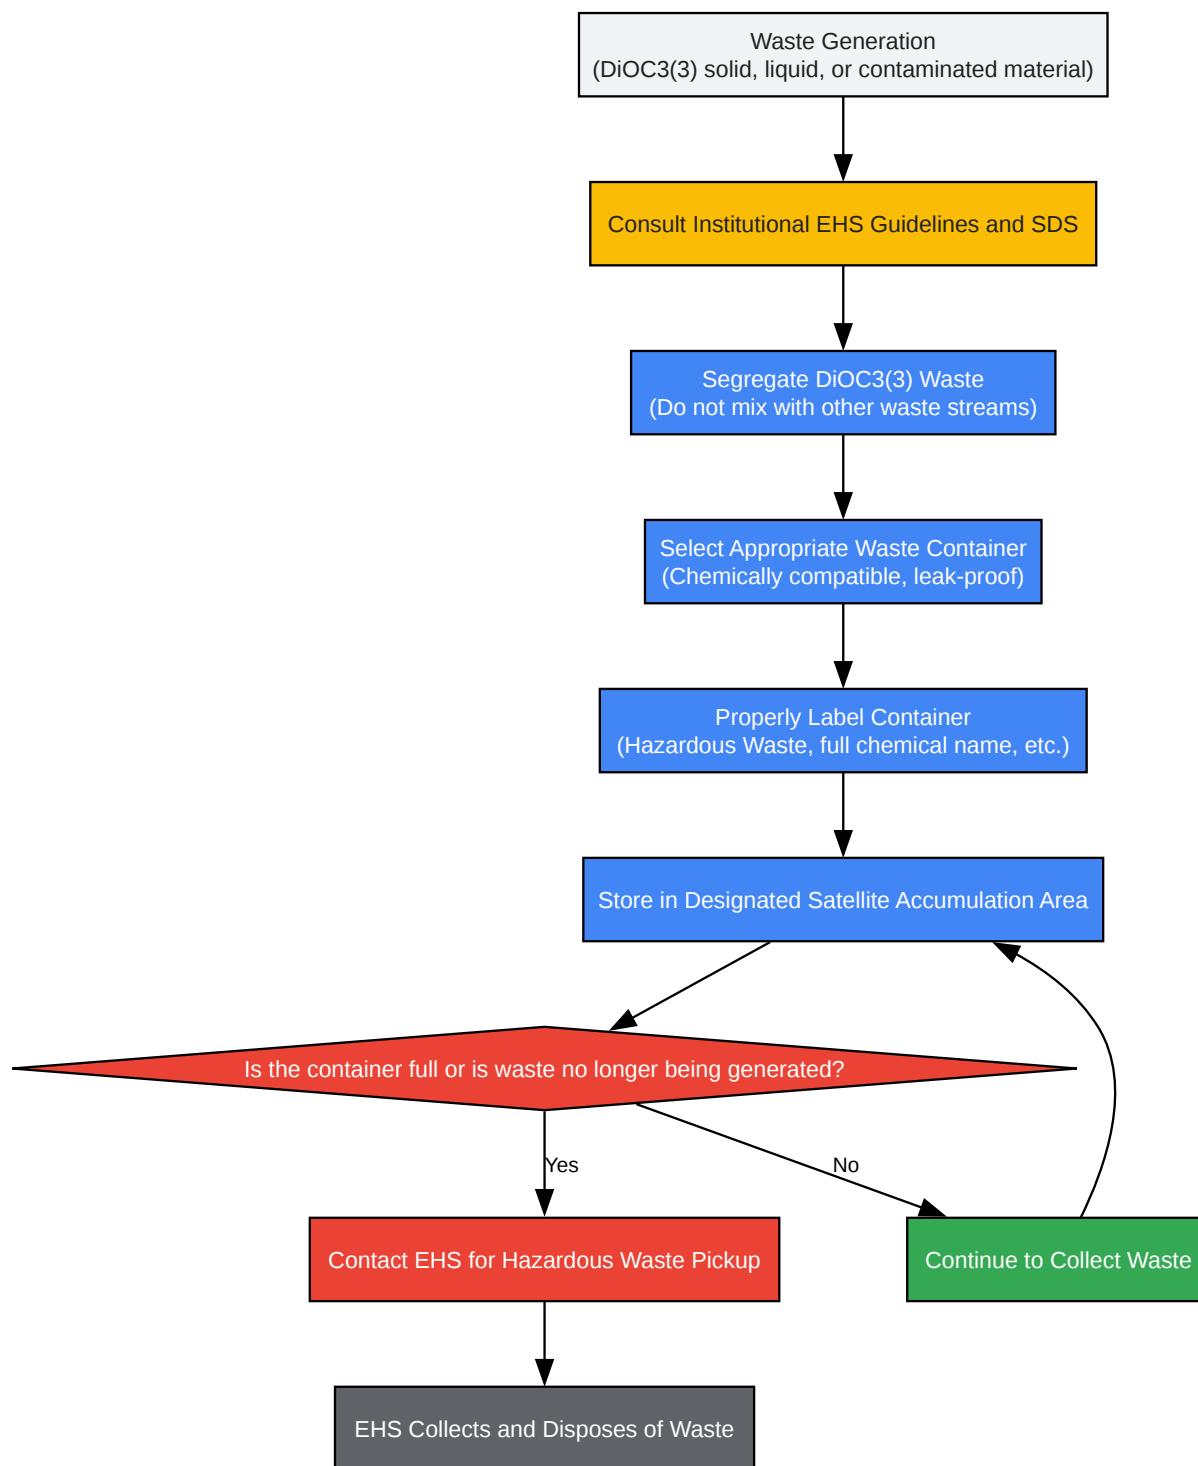 Waste Generation
(DiOC3(3) solid, liquid, or contaminated material)
Consult Institutional EHS Guidelines and SDS
Segregate DiOC3(3) Waste
(Do not mix with other waste streams)
Select Appropriate Waste Container
(Chemically compatible, leak-proof)
Properly Label Container
(Hazardous Waste, full chemical name, etc.)
Store in Designated Satellite Accumulation Area
Is the container full or is waste no longer being generated?
Yes
No
Contact EHS for Hazardous Waste Pickup
Continue to Collect Waste
EHS Collects and Disposes of Waste